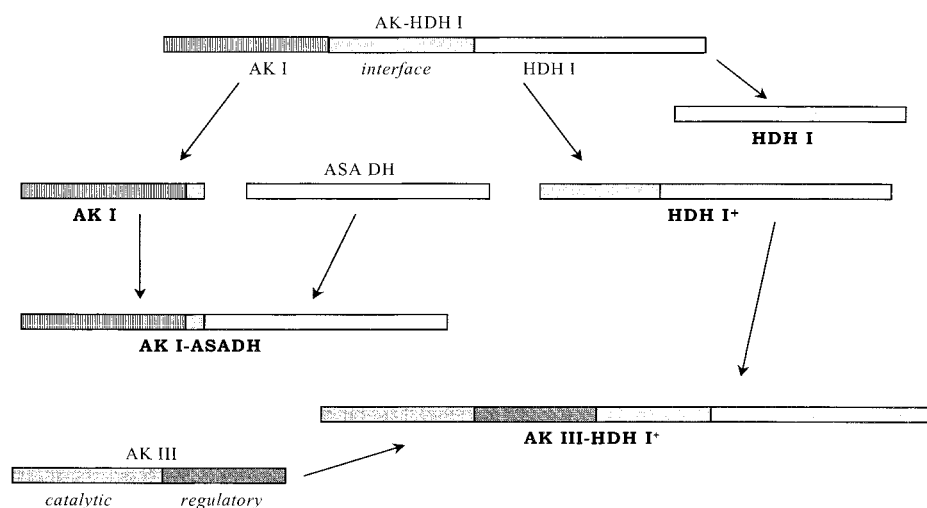 AK-HDH I
AK I interface HDH I
HDH I
ASA DH
AK I
HDH I+
AK I-ASADH
AK III-HDH I+
AK III
catalytic regulatory